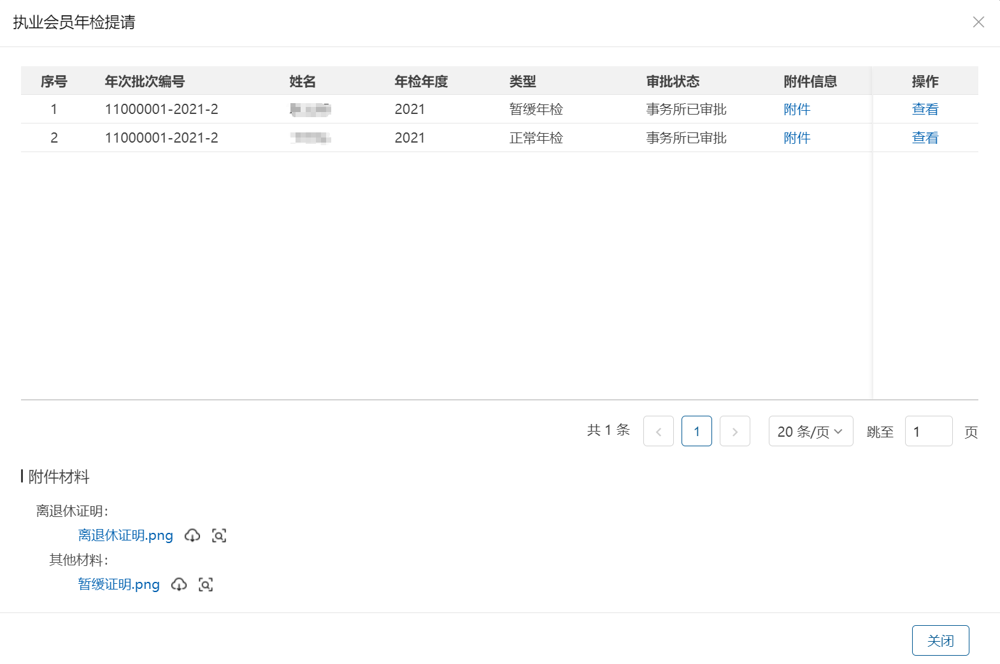 执业会员年检提请
序号 年次批次编号 姓名 年检年度 类型 审批状态 附件信息 操作
1 11000001-2021-2 2021 暂缓年检 事务所已审批 附件 查看
2 11000001-2021-2 2021 正常年检 事务所已审批 附件 查看
共 1 条 1 20 条/页 跳至 1 页
附件材料
离退休证明:
离退休证明.png
其他材料:
暂缓证明.png
关闭